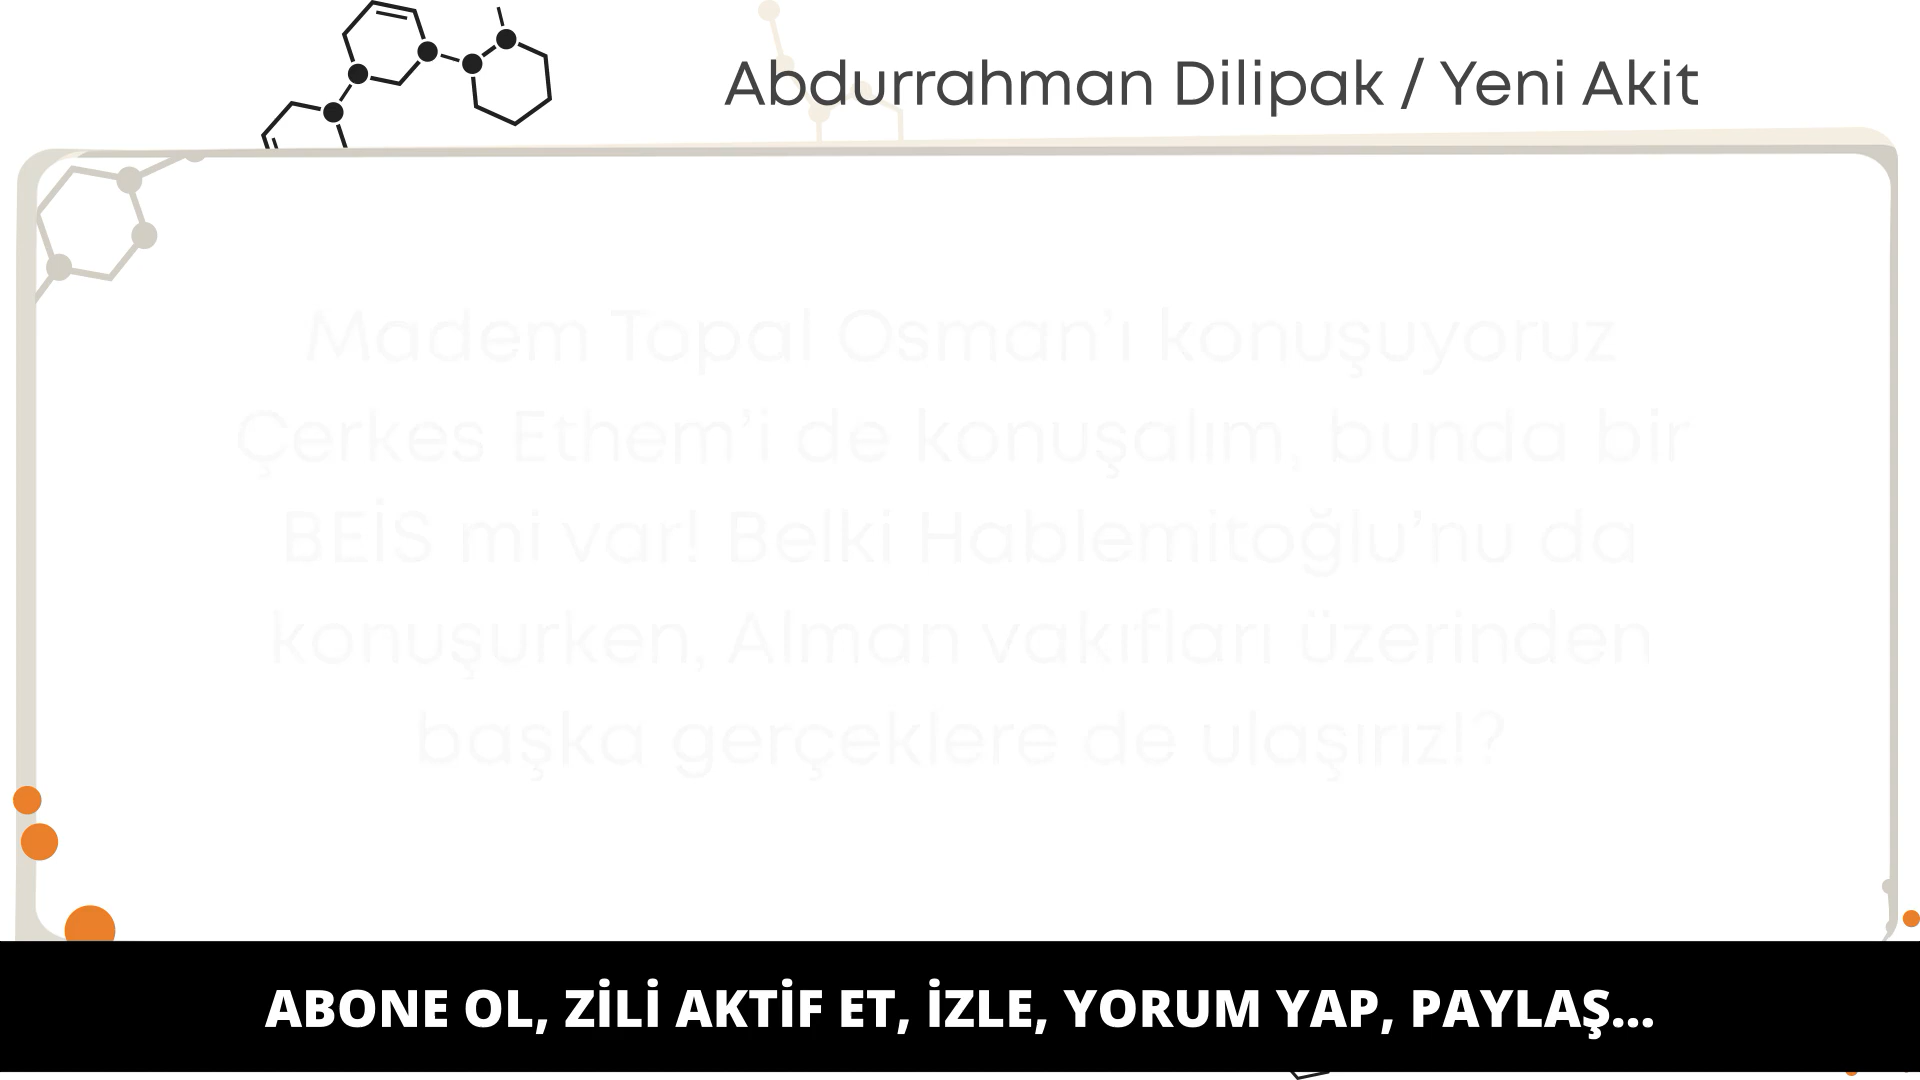 Abdurrahman Dilipak / Yeni Akit
Madem Topal Osman’ı konuşuyoruz
Çerkes Ethem’i de konuşalım, bunda bir
BEİS mi var! Belki Hablemitoğlu’nu da
konuşurken, Alman vakıfları üzerinden
başka gerçeklere de ulaşırız!?
ABONE OL, ZİLİ AKTİF ET, İZLE, YORUM YAP, PAYLAŞ...